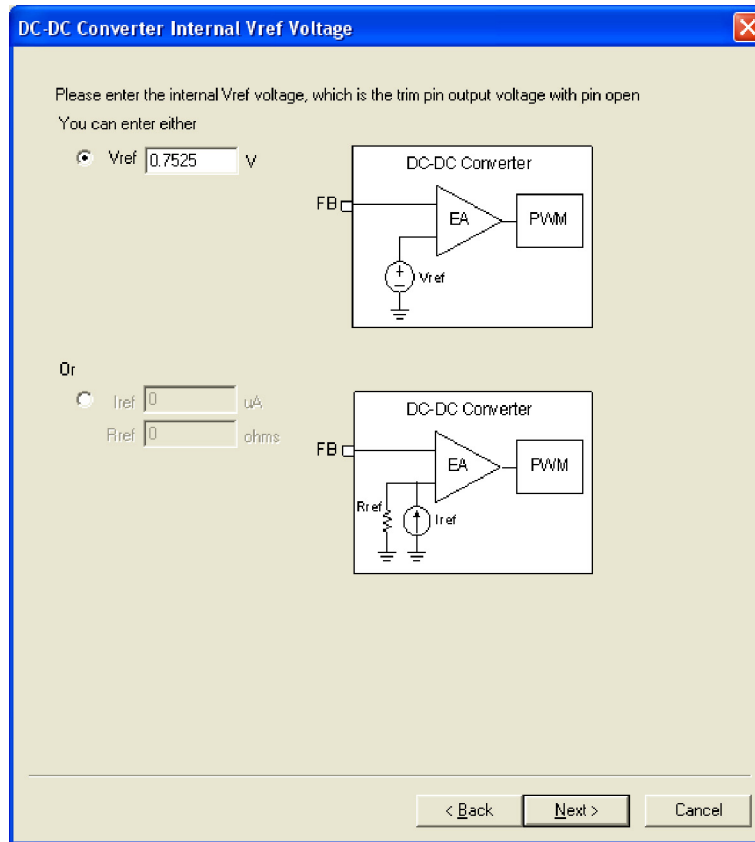 DC-DC Converter Internal Vref Voltage
Please enter the internal Vref voltage, which is the trim pin output voltage with pin open
You can enter either
Vref 0.7525 V
DC-DC Converter
FB
EA
PWM
+
Vref
Or
Iref 0 uA
Rref 0 ohms
DC-DC Converter
FB
EA
PWM
Rref
Iref
< Back
Next >
Cancel